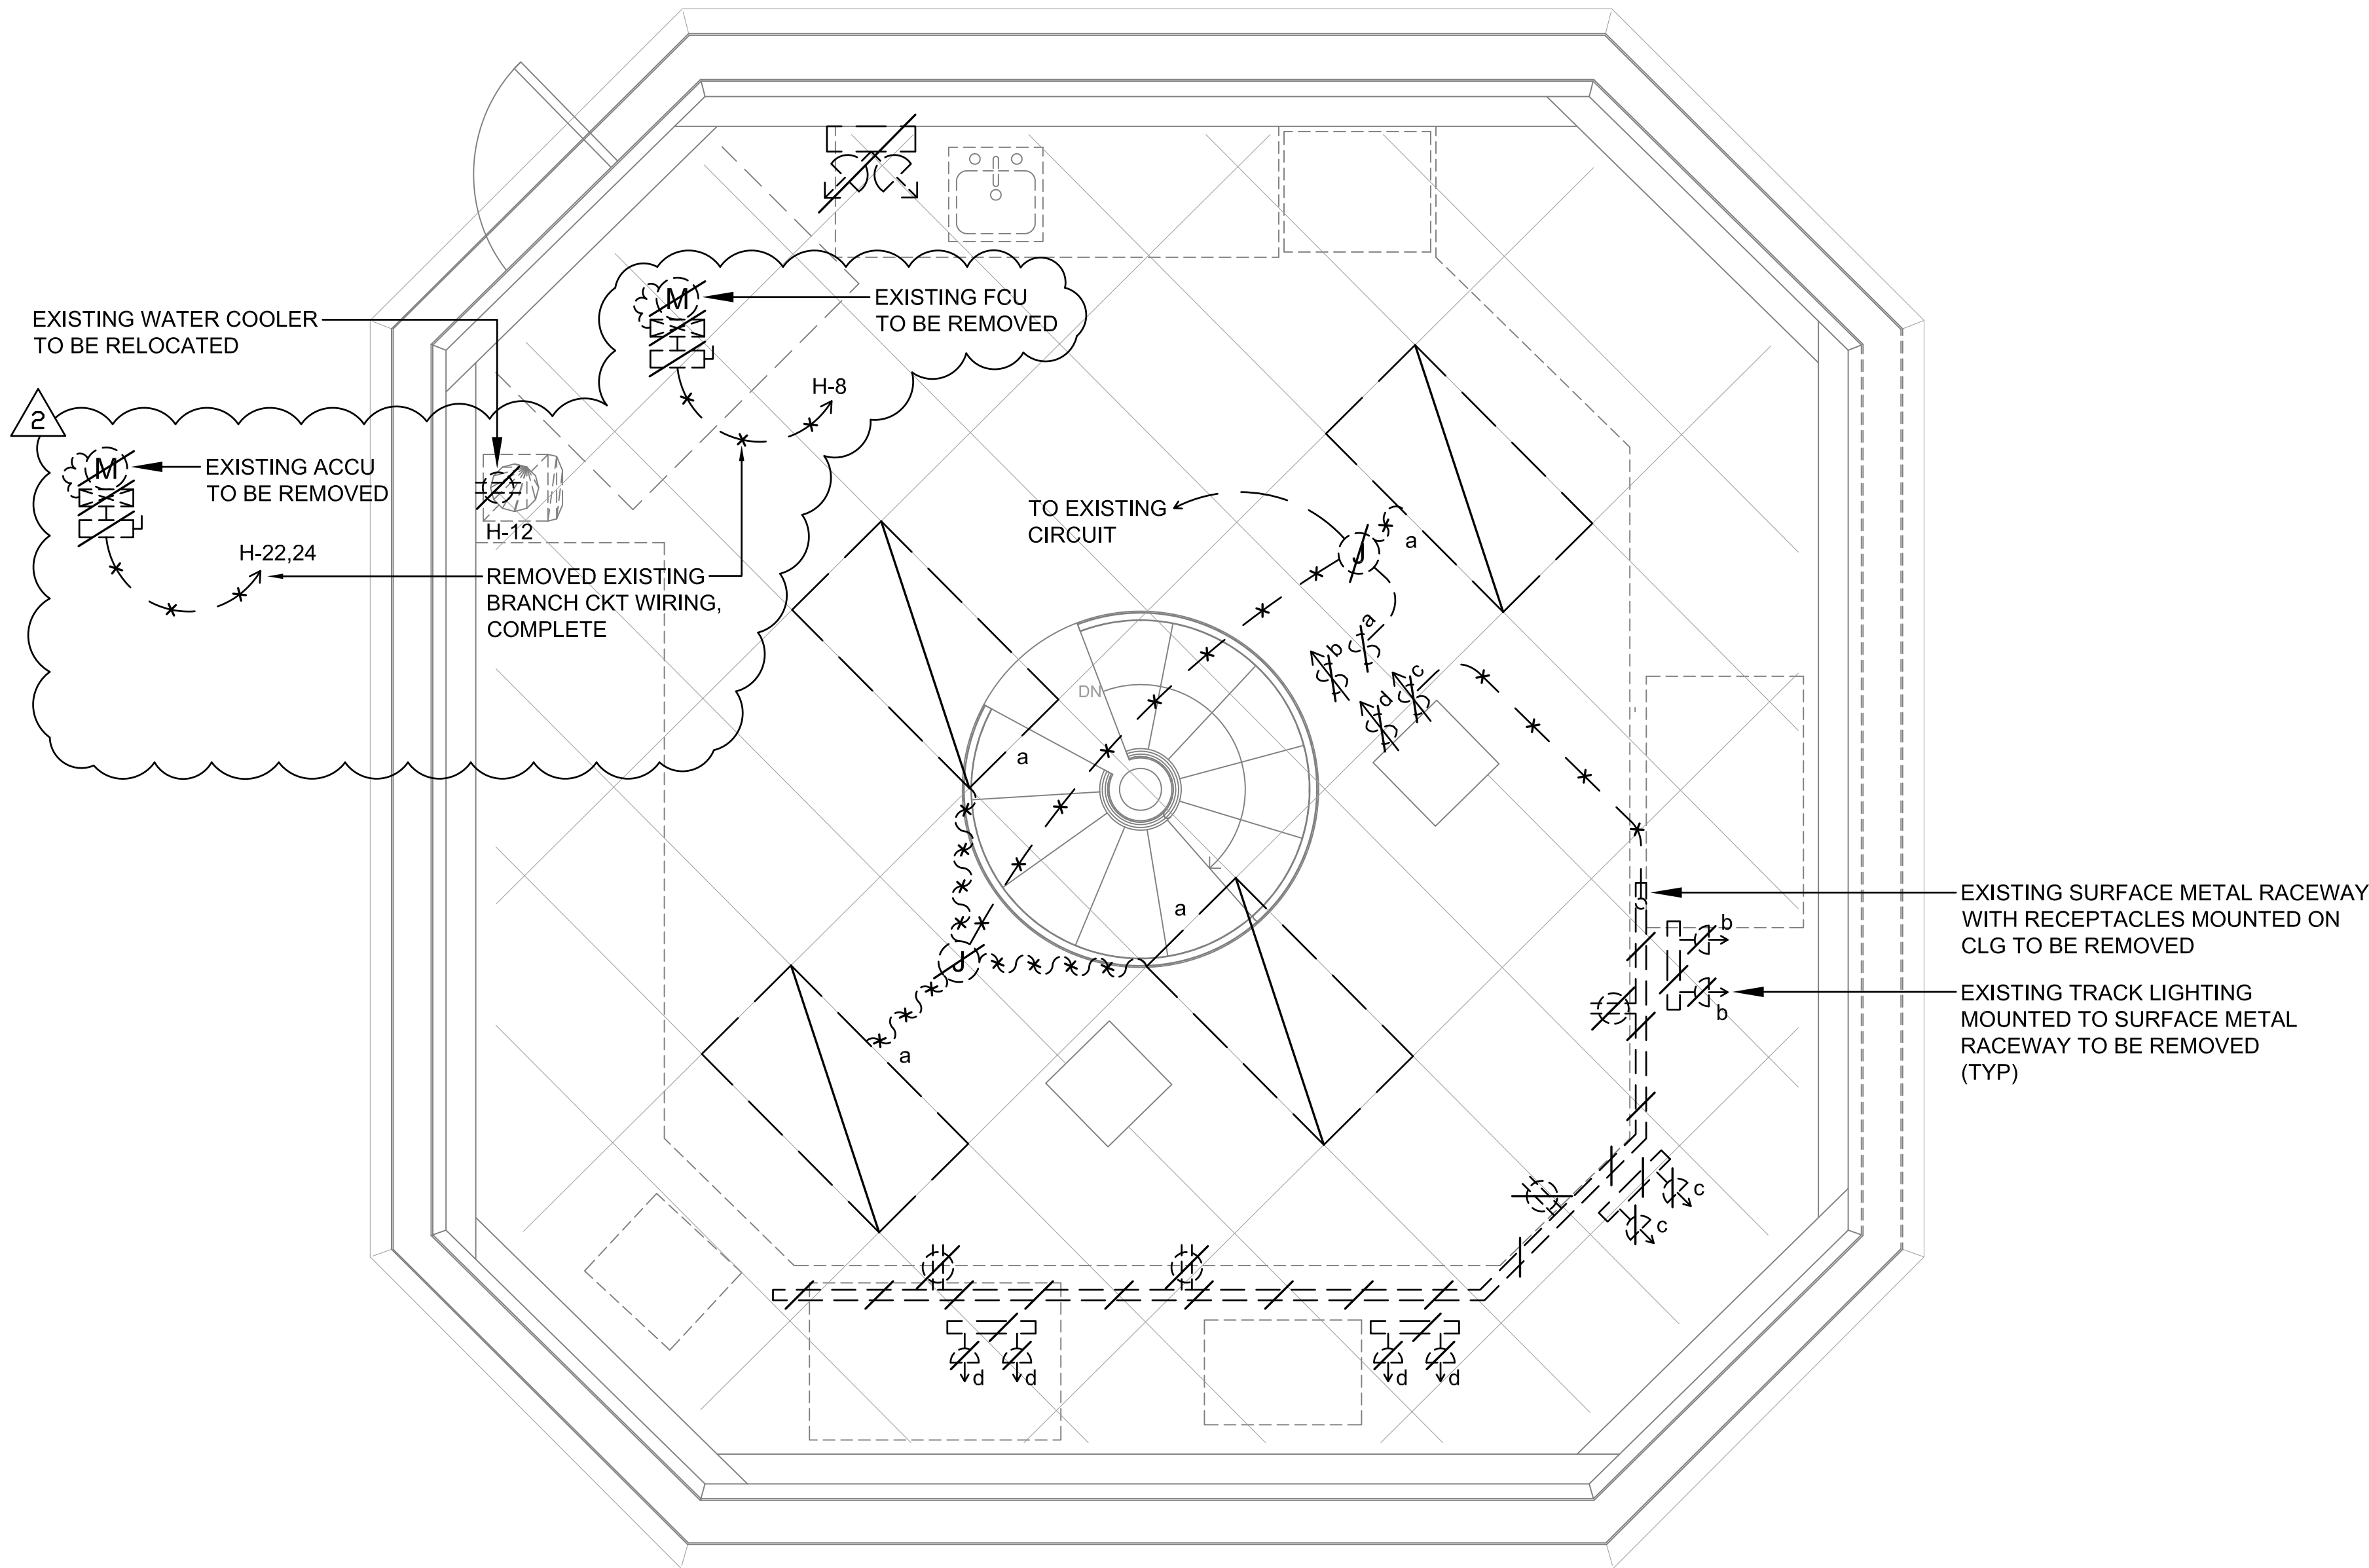 EXISTING WATER COOLER
TO BE RELOCATED
M
EXISTING FCU
TO BE REMOVED
H-8
2
M
EXISTING ACCU
TO BE REMOVED
H-12
H-22,24
REMOVED EXISTING
BRANCH CKT WIRING,
COMPLETE
TO EXISTING
CIRCUIT
J
a
a
b
c
d
DN
a
a
J
a
EXISTING SURFACE METAL RACEWAY
WITH RECEPTACLES MOUNTED ON
CLG TO BE REMOVED
b
b
EXISTING TRACK LIGHTING
MOUNTED TO SURFACE METAL
RACEWAY TO BE REMOVED
(TYP)
c
c
d
d
d
d